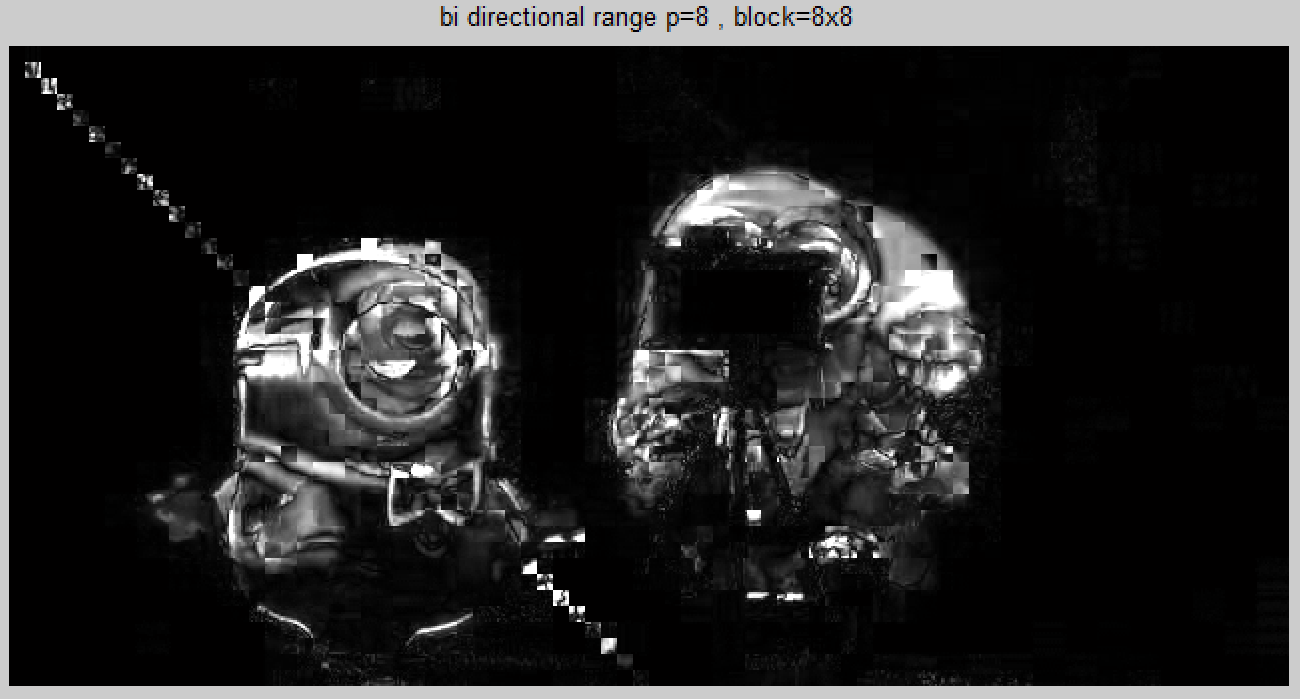 bi directional range p=8 , block=8x8